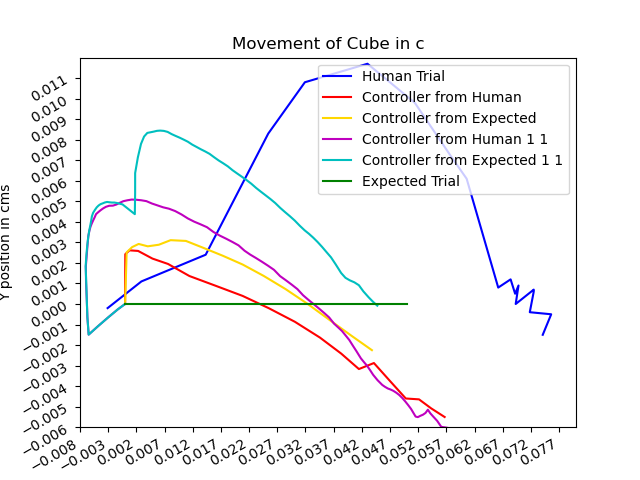 Movement of Cube in c
Human Trial
Controller from Human
Controller from Expected
Controller from Human 1 1
Controller from Expected 1 1
Expected Trial
Y position in cms
0.011
0.010
0.009
0.008
0.007
0.006
0.005
0.004
0.003
0.002
0.001
0.000
−0.001
−0.002
−0.003
−0.004
−0.005
−0.006
−0.008 −0.003 0.002 0.007 0.012 0.017 0.022 0.027 0.032 0.037 0.042 0.047 0.052 0.057 0.062 0.067 0.072 0.077